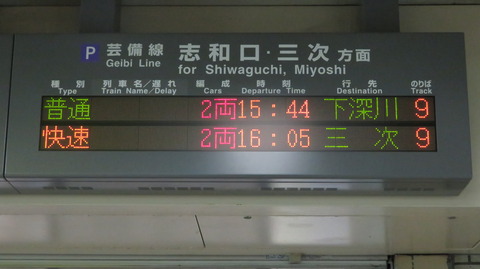 P 芸備線 志和口・三次 方面
Geibi Line for Shiwaguchi, Miyoshi
種別 列車名/遅れ 編成 時刻 行先 のりば
Type Train Name/Delay Cars Departure Time Destination Track
普通 2両 15:44 下深川 9
快速 2両 16:05 三次 9